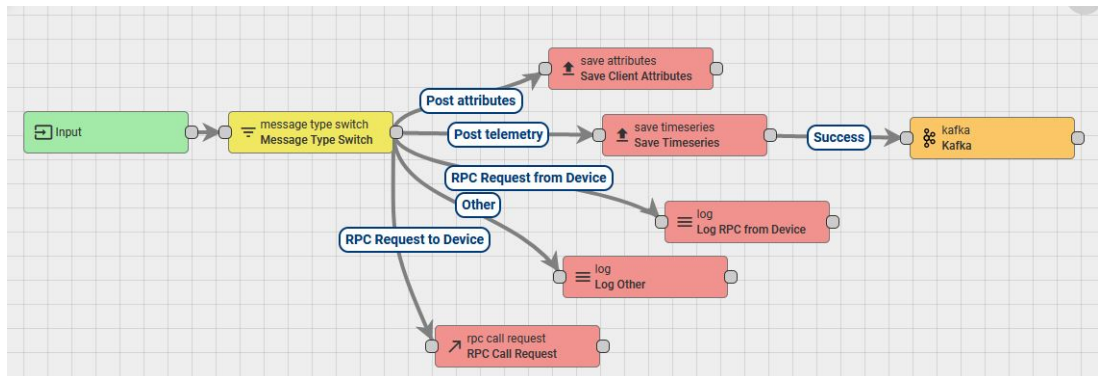 save attributes
Save Client Attributes
Post attributes
Input
message type switch
Message Type Switch
Post telemetry
save timeseries
Save Timeseries
Success
kafka
Kafka
RPC Request from Device
Other
log
Log RPC from Device
RPC Request to Device
log
Log Other
rpc call request
RPC Call Request